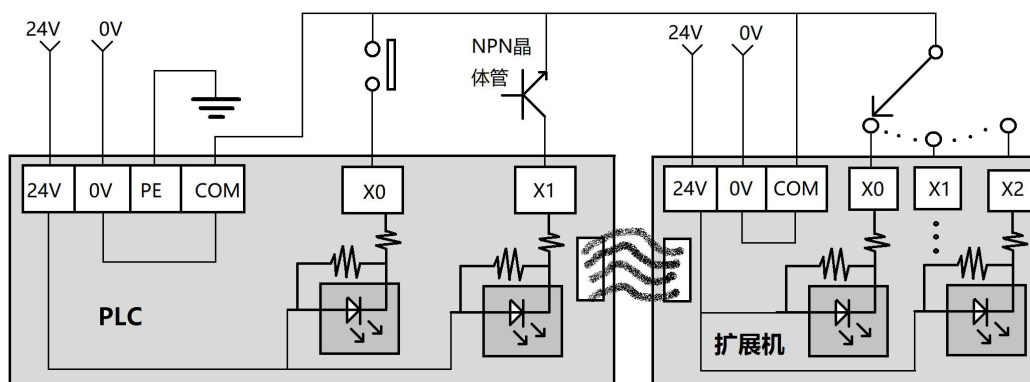 24V 0V
NPN晶
体管
24V 0V
24V 0V PE COM X0 X1
24V 0V COM X0 X1 X2
PLC
扩展机